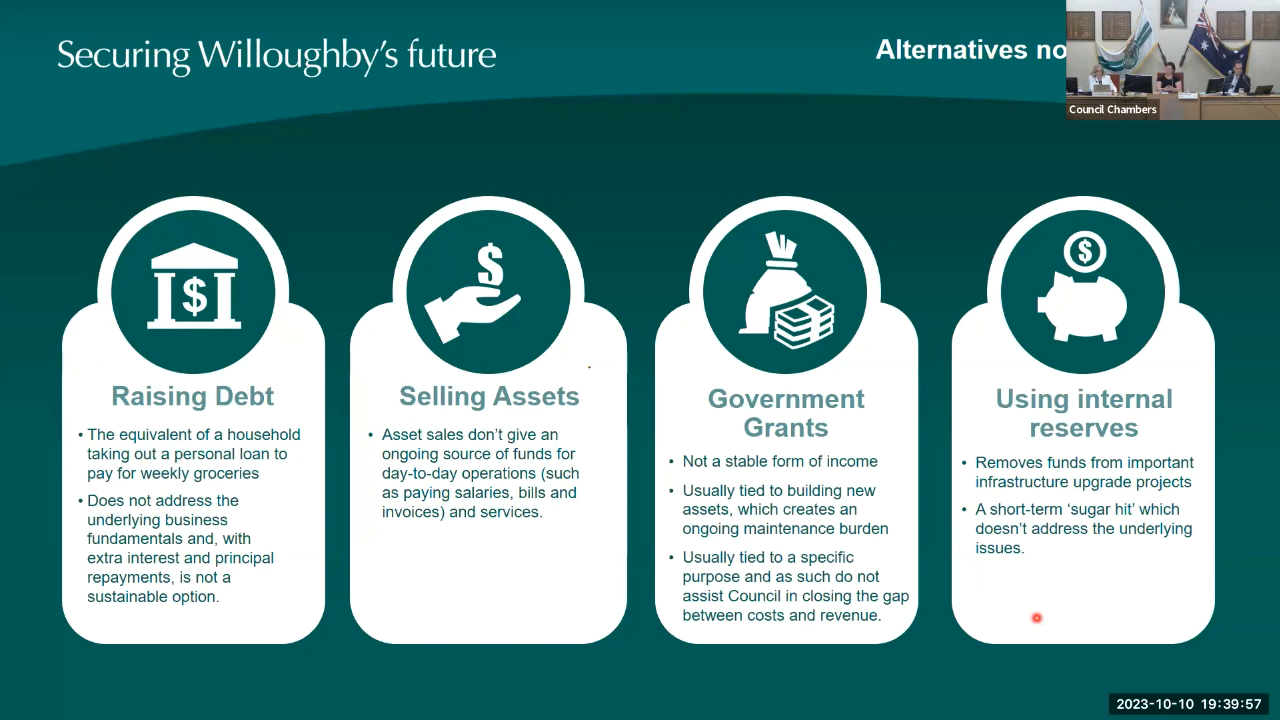 Securing Willoughby's future
Alternatives no
Council Chambers
$
$
$
Raising Debt
• The equivalent of a household
taking out a personal loan to
pay for weekly groceries
• Does not address the
underlying business
fundamentals and, with
extra interest and principal
repayments, is not a
sustainable option.
Selling Assets
• Asset sales don't give an
ongoing source of funds for
day-to-day operations (such
as paying salaries, bills and
invoices) and services.
Government
Grants
• Not a stable form of income
• Usually tied to building new
assets, which creates an
ongoing maintenance burden
• Usually tied to a specific
purpose and as such do not
assist Council in closing the gap
between costs and revenue.
Using internal
reserves
• Removes funds from important
infrastructure upgrade projects
• A short-term ‘sugar hit’ which
doesn't address the underlying
issues.
2023-10-10 19:39:57